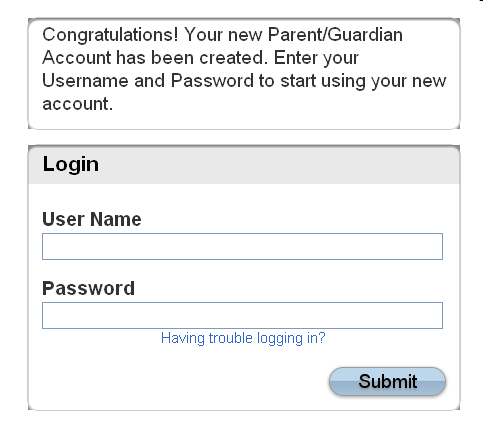 Congratulations! Your new Parent/Guardian
Account has been created. Enter your
Username and Password to start using your new
account.
Login
User Name
Password
Having trouble logging in?
Submit